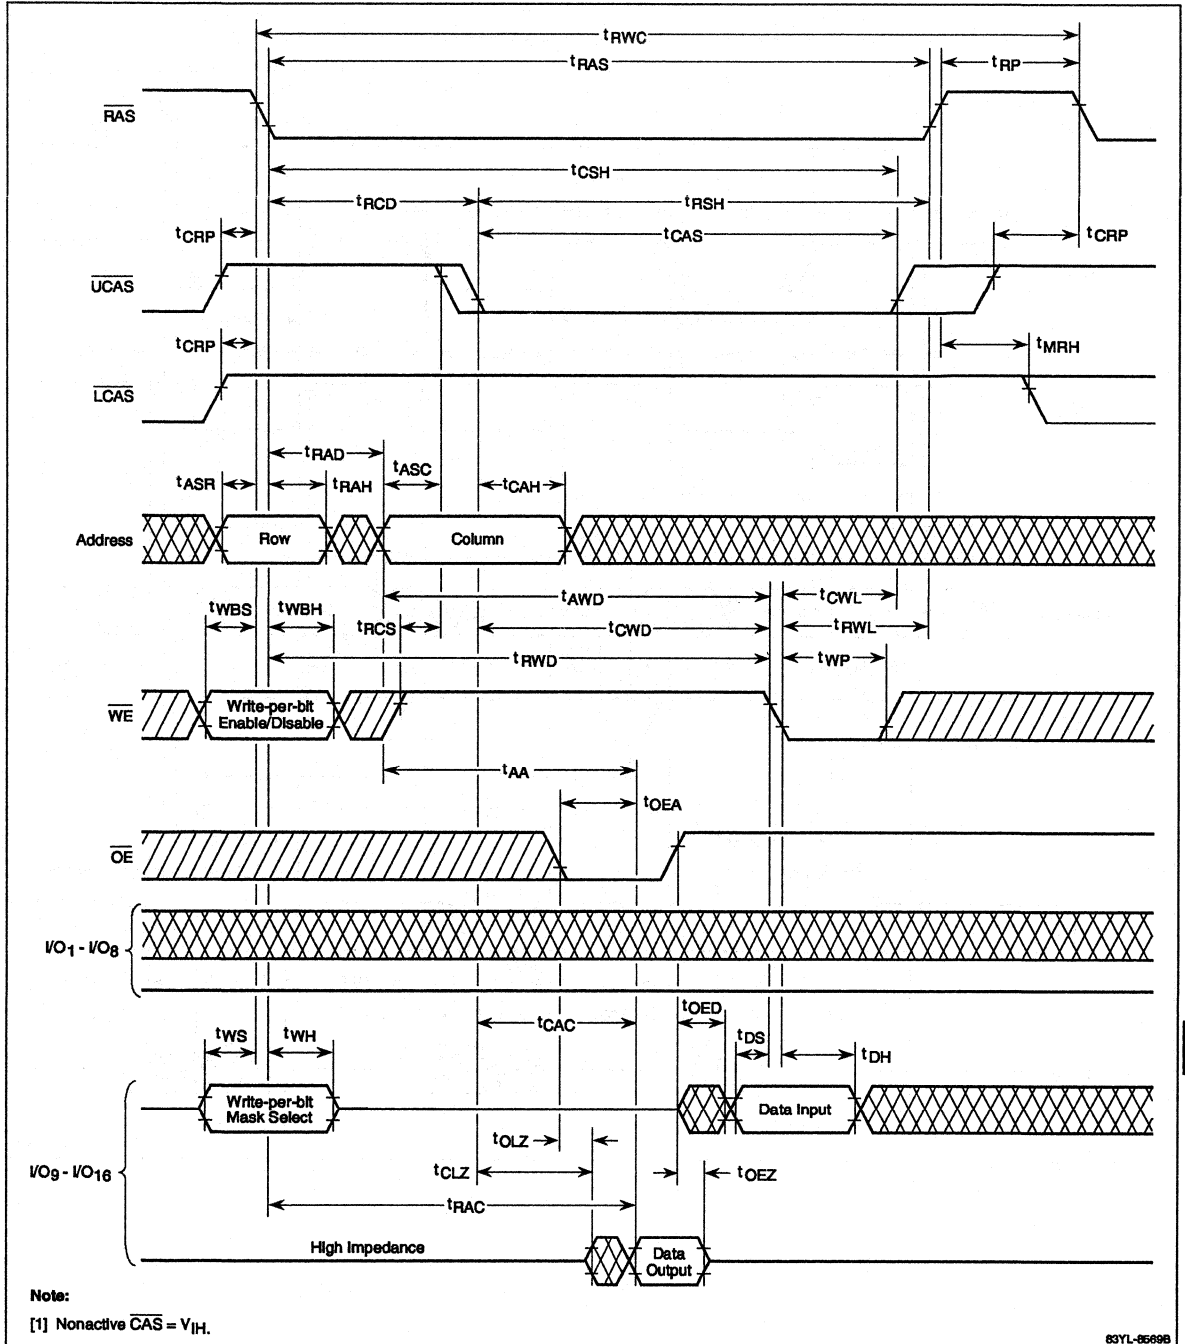 tRWC
tRAS
tRP
RAS
tCSH
tRCD
tRSH
tCRP
tCAS
tCRP
UCAS
tCRP
tMRH
LCAS
tRAD
tASC
tASR
tRAH
tCAH
Address
Row
Column
tAWD
tCWL
tWBS
tWBH
tRCS
tCWD
tRWL
tRWD
tWP
WE
Write-per-bit
Enable/Disable
tAA
tOEA
OE
I/O1 - I/O8
tCAC
tOED
tWS
tWH
tDS
tDH
Write-per-bit
Mask Select
Data Input
tOLZ
I/O9 - I/O16
tCLZ
tOEZ
tRAC
High Impedance
Data
Output
Note:
[1] Nonactive CAS = VIH.
83YL-8569B